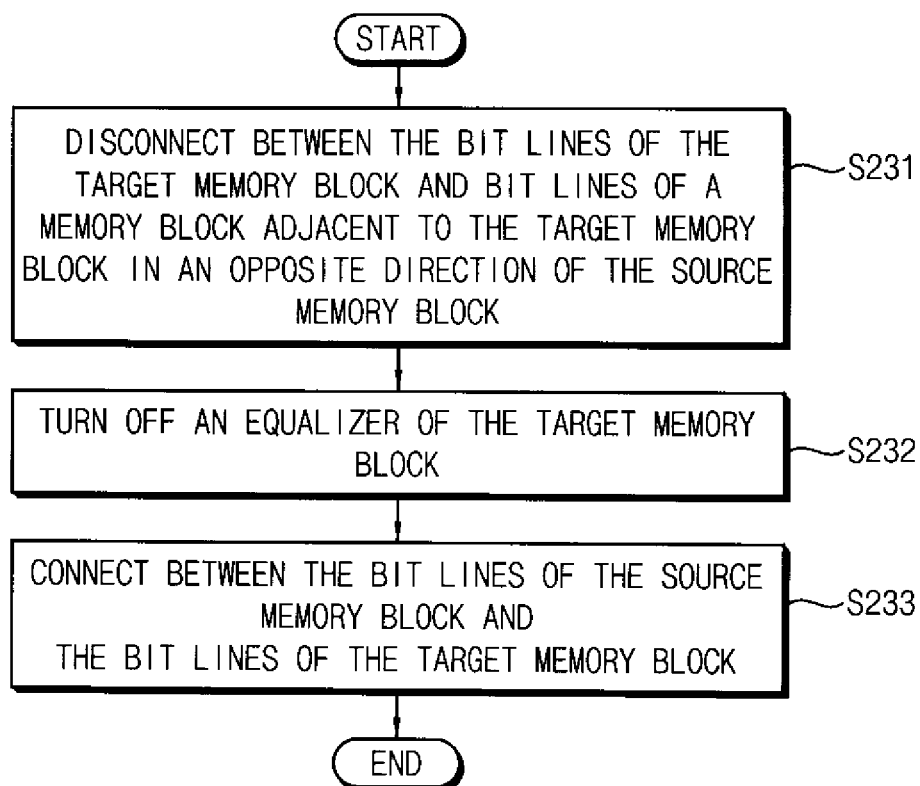 START
DISCONNECT BETWEEN THE BIT LINES OF THE
TARGET MEMORY BLOCK AND BIT LINES OF A
MEMORY BLOCK ADJACENT TO THE TARGET MEMORY
BLOCK IN AN OPPOSITE DIRECTION OF THE SOURCE
MEMORY BLOCK
S231
TURN OFF AN EQUALIZER OF THE TARGET MEMORY
BLOCK
S232
CONNECT BETWEEN THE BIT LINES OF THE SOURCE
MEMORY BLOCK AND
THE BIT LINES OF THE TARGET MEMORY BLOCK
S233
END